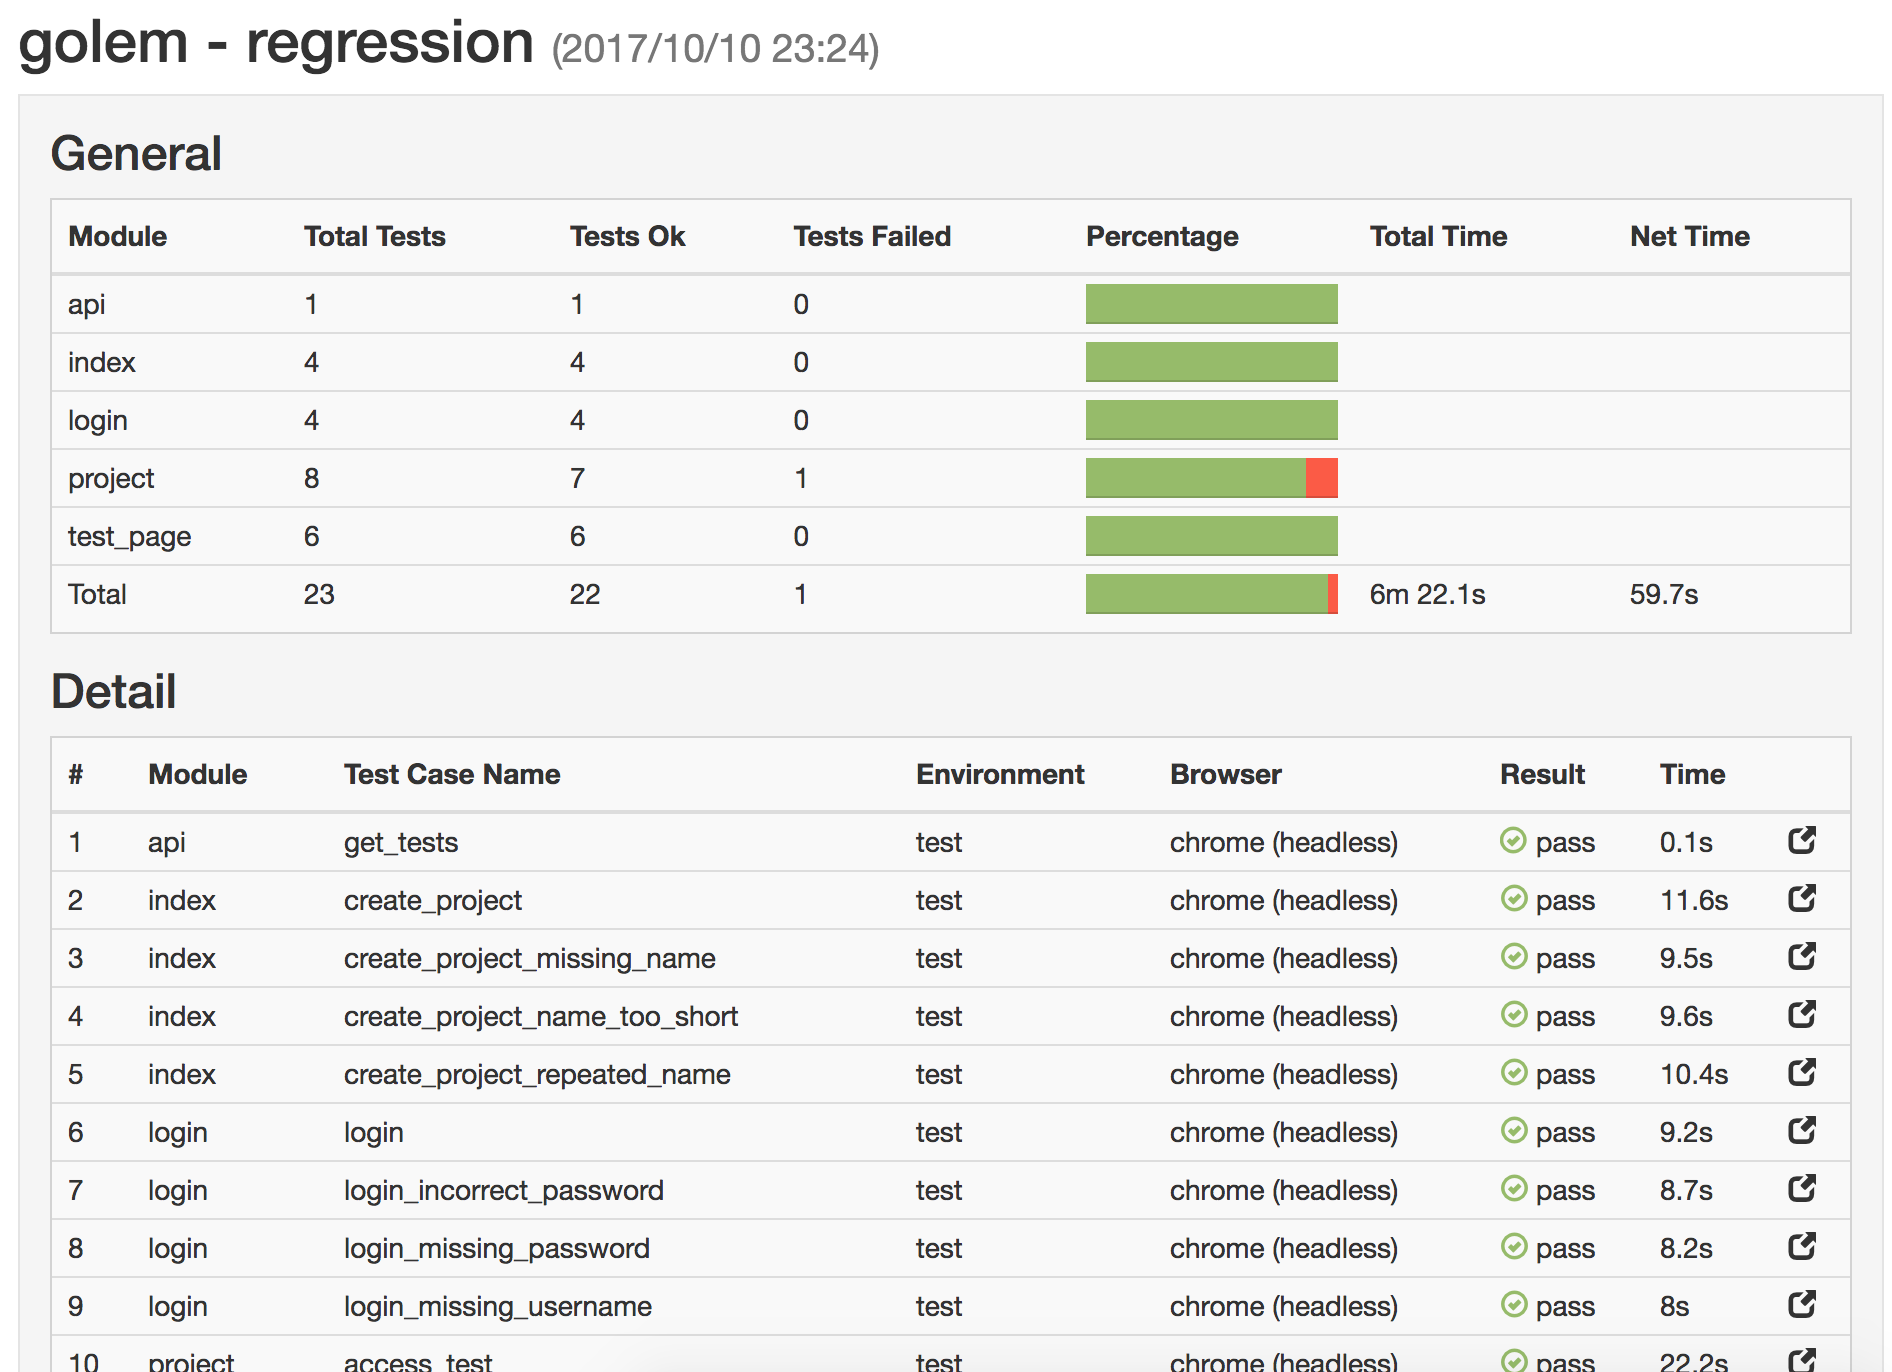 golem - regression (2017/10/10 23:24)
General
Module Total Tests Tests Ok Tests Failed Percentage Total Time Net Time
api 1 1 0
index 4 4 0
login 4 4 0
project 8 7 1
test_page 6 6 0
Total 23 22 1 6m 22.1s 59.7s
Detail
# Module Test Case Name Environment Browser Result Time
1 api get_tests test chrome (headless) pass 0.1s
2 index create_project test chrome (headless) pass 11.6s
3 index create_project_missing_name test chrome (headless) pass 9.5s
4 index create_project_name_too_short test chrome (headless) pass 9.6s
5 index create_project_repeated_name test chrome (headless) pass 10.4s
6 login login test chrome (headless) pass 9.2s
7 login login_incorrect_password test chrome (headless) pass 8.7s
8 login login_missing_password test chrome (headless) pass 8.2s
9 login login_missing_username test chrome (headless) pass 8s
10 project access_test test chrome (headless) pass 22.2s